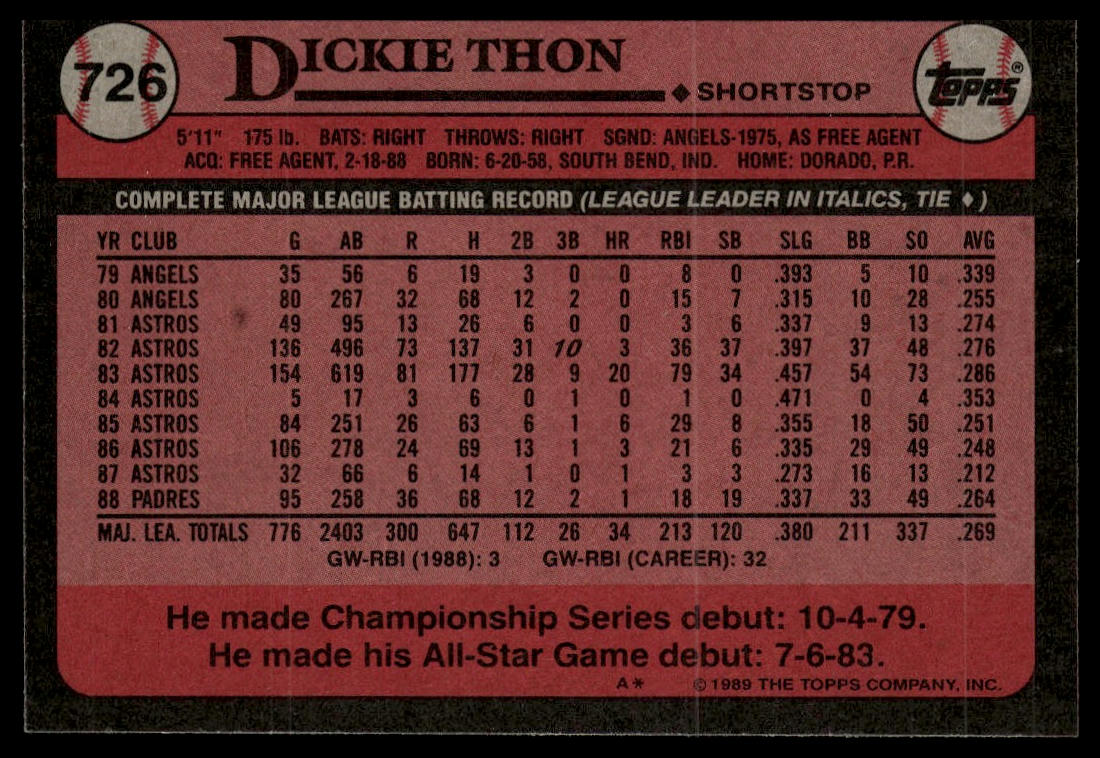 726
DICKIE THON
◆ SHORTSTOP
TOPPS®
5'11" 175 lb. BATS: RIGHT THROWS: RIGHT SGND: ANGELS-1975, AS FREE AGENT
ACQ: FREE AGENT, 2-18-88 BORN: 6-20-58, SOUTH BEND, IND. HOME: DORADO, P.R.
COMPLETE MAJOR LEAGUE BATTING RECORD (LEAGUE LEADER IN ITALICS, TIE ♦)
YR CLUB G AB R H 2B 3B HR RBI SB SLG BB SO AVG
79 ANGELS 35 56 6 19 3 0 0 8 0 .393 5 10 .339
80 ANGELS 80 267 32 68 12 2 0 15 7 .315 10 28 .255
81 ASTROS 49 95 13 26 6 0 0 3 6 .337 9 13 .274
82 ASTROS 136 496 73 137 31 10 3 36 37 .397 37 48 .276
83 ASTROS 154 619 81 177 28 9 20 79 34 .457 54 73 .286
84 ASTROS 5 17 3 6 0 1 0 1 0 .471 0 4 .353
85 ASTROS 84 251 26 63 6 1 6 29 8 .355 18 50 .251
86 ASTROS 106 278 24 69 13 1 3 21 6 .335 29 49 .248
87 ASTROS 32 66 6 14 1 0 1 3 3 .273 16 13 .212
88 PADRES 95 258 36 68 12 2 1 18 19 .337 33 49 .264
MAJ. LEA. TOTALS 776 2403 300 647 112 26 34 213 120 .380 211 337 .269
GW-RBI (1988): 3 GW-RBI (CAREER): 32
He made Championship Series debut: 10-4-79.
He made his All-Star Game debut: 7-6-83.
A* © 1989 THE TOPPS COMPANY, INC.